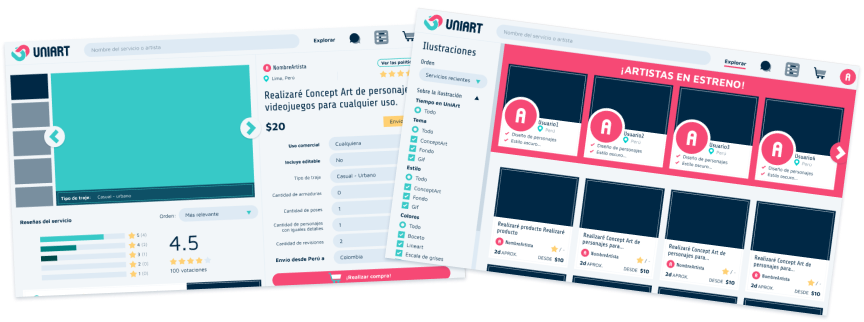 UNIART
Nombre del servicio o artista
Explorar
NombreArtista
Lima, Perú
Realizaré Concept Art de personaje
videojuegos para cualquier uso.
$20
Uso comercial
Cualquiera
Incluye editable
No
Tipo de traje
Casual - Urbano
Cantidad de armaduras
0
Cantidad de poses
1
Cantidad de personajes
con iguales detalles
1
Cantidad de revisiones
2
Envío desde Perú a
Colombia
¡Realizar compra!
Tipo de traje:
Casual - urbano
Reseñas del servicio
Orden:
Más relevante
5
4
3
2
1
4.5
100 votaciones
UNIART
Nombre del servicio o artista
Explorar
A
Ilustraciones
Orden
Servicios recientes
Sobre la ilustración
Tiempo en UniArt
Todo
Tema
Todo
ConceptArt
Fondo
Gif
Estilo
Todo
ConceptArt
Fondo
Gif
Colores
Todo
Boceto
Lineart
Escala de grises
¡ARTISTAS EN ESTRENO!
A
Usuario1
Perú
Diseño de personajes
Estilo oscuro...
A
Usuario2
Perú
Diseño de personajes
Estilo oscuro...
A
Usuario3
Perú
Diseño de personajes
Estilo oscuro...
A
Perú
Diseño de personajes
Estilo oscuro...
Realizaré producto Realizaré
producto
NombreArtista
2d APROX.
DESDE $10
Realizaré Concept Art de
personajes para...
NombreArtista
2d APROX.
DESDE $10
Realizaré Concept Art de
personajes para...
NombreArtista
2d APROX.
DESDE $10
Realizaré Concept Art de
personajes para...
NombreArtista
2d APROX.
DESDE $10